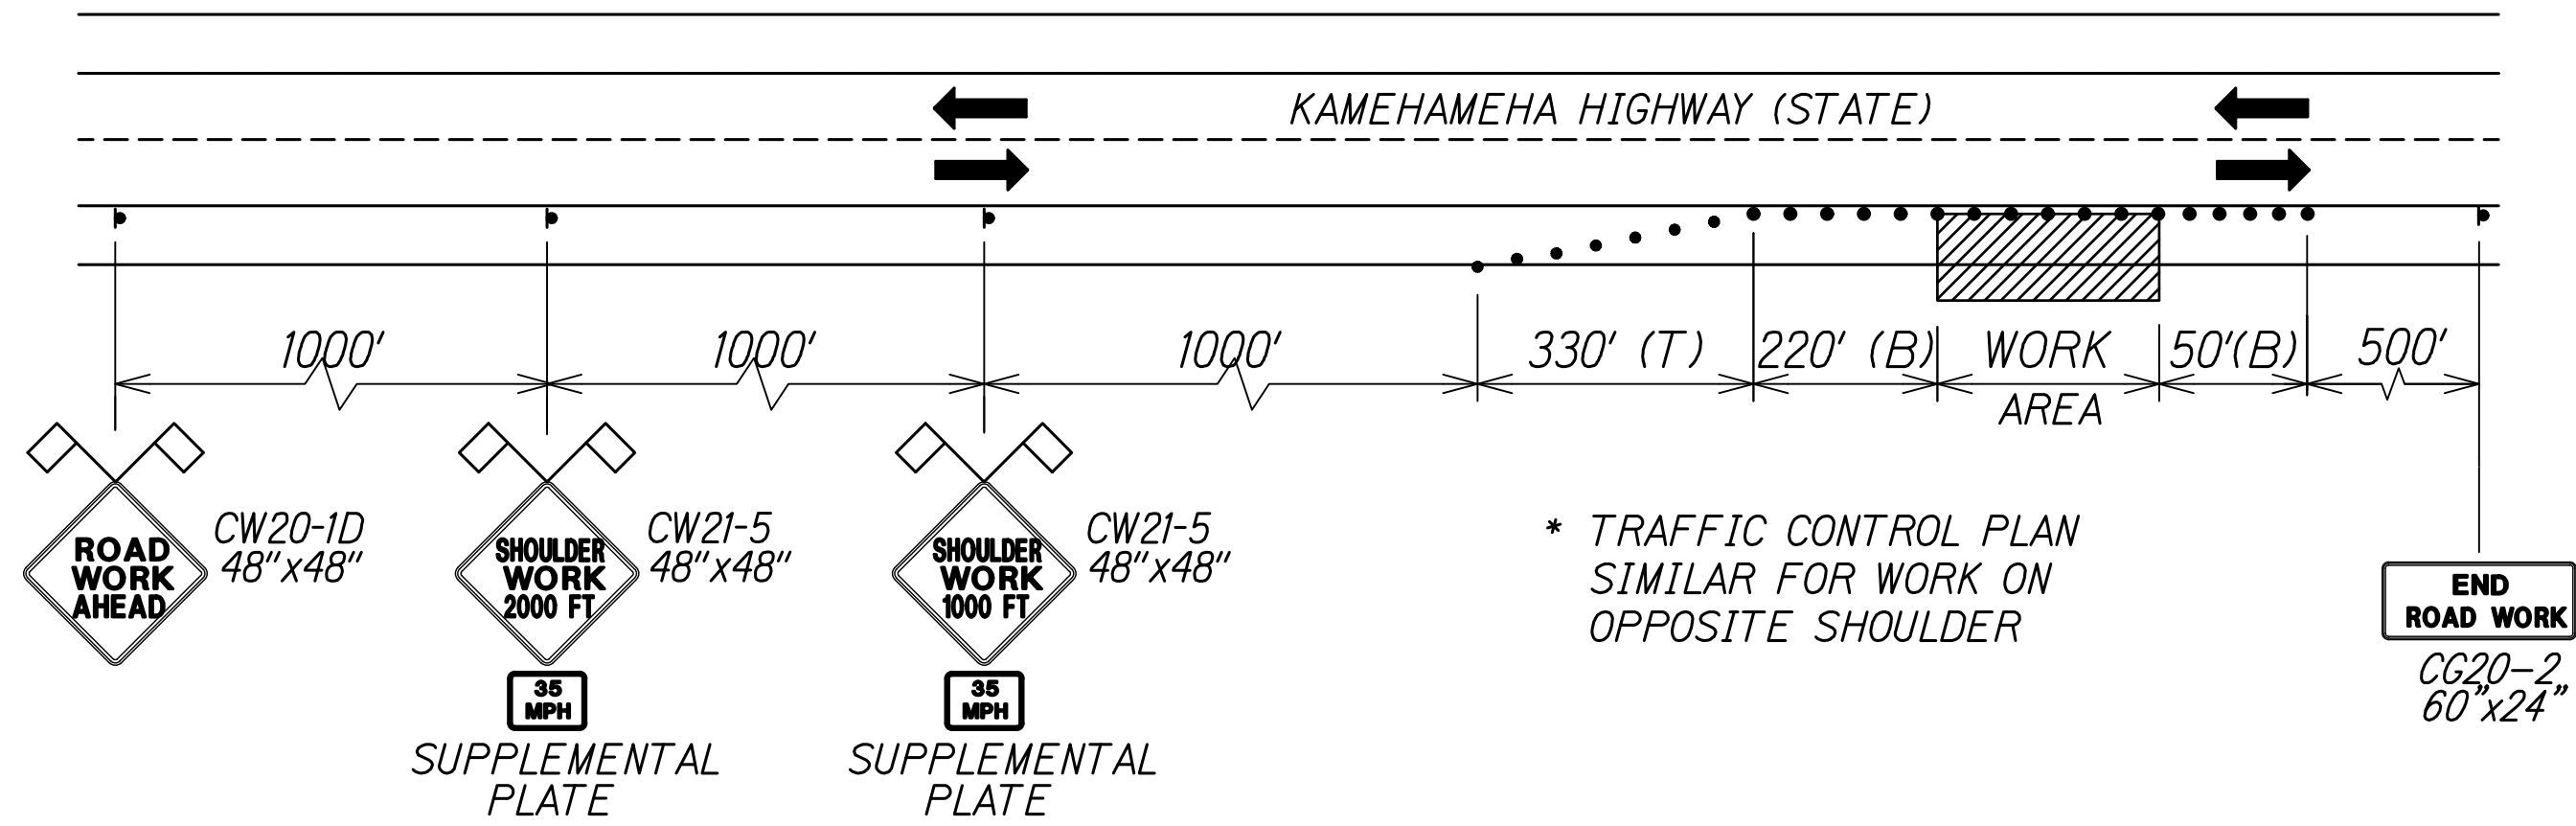 KAMEHAMEHA HIGHWAY (STATE)
1000'
1000'
1000'
330' (T)
220' (B)
WORK
AREA
50'(B)
500'
ROAD
WORK
AHEAD
CW20-1D
48"x48"
SHOULDER
WORK
2000 FT
CW21-5
48"x48"
35
MPH
SUPPLEMENTAL
PLATE
SHOULDER
WORK
1000 FT
CW21-5
48"x48"
35
MPH
SUPPLEMENTAL
PLATE
* TRAFFIC CONTROL PLAN
SIMILAR FOR WORK ON
OPPOSITE SHOULDER
END
ROAD WORK
CG20-2
60"x24"